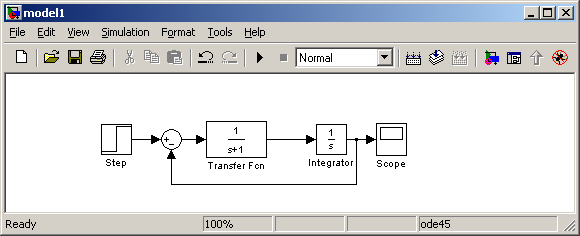 model1
File Edit View Simulation Format Tools Help
Normal
1
s+1
1
s
+
-
Step
Transfer Fcn
Integrator
Scope
Ready 100% ode45